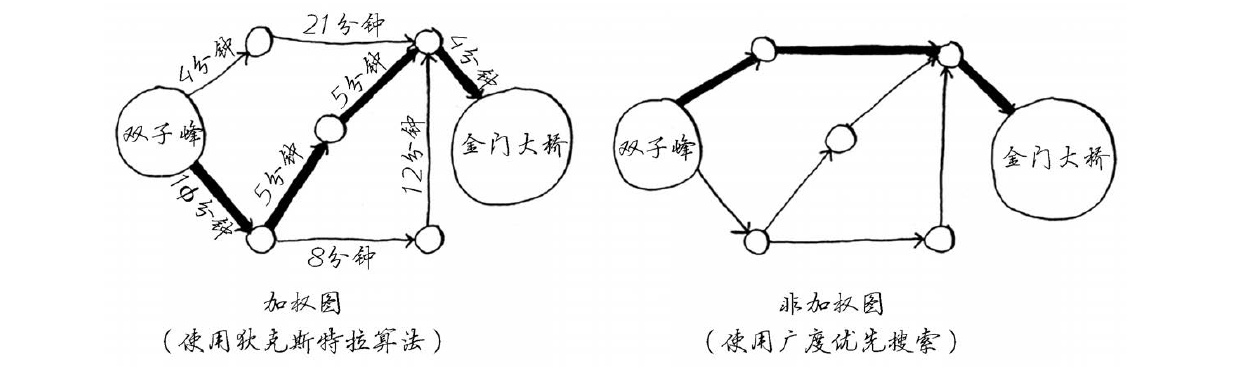 21分钟
4分钟
4分钟
5分钟
双子峰
金门大桥
12分钟
5分钟
10分钟
8分钟
加权图
(使用狄克斯特拉算法)
双子峰
金门大桥
非加权图
(使用广度优先搜索)